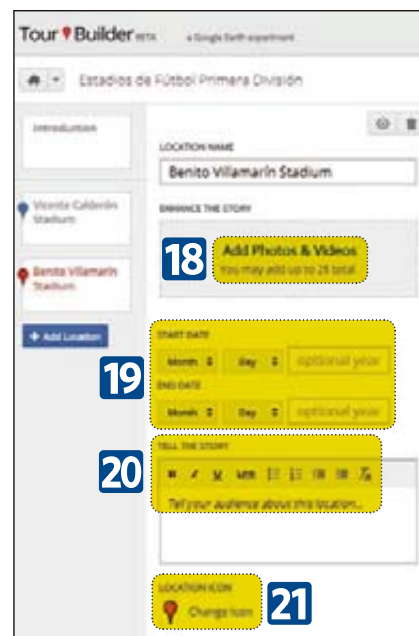 Tour Builder BETA a Google Earth experiment
Estadios de Fútbol Primera División
Introduction
LOCATION NAME
Benito Villamarín Stadium
ENHANCE THE STORY
Vicente Calderón
Stadium
18 Add Photos & Videos
You may add up to 25 total
Benito Villamarín
Stadium
+ Add Location
START DATE
19 Month Day optional year
END DATE
Month Day optional year
20 TELL THE STORY
B I U
Tell your audience about this location...
LOCATION ICON
Change Icon 21